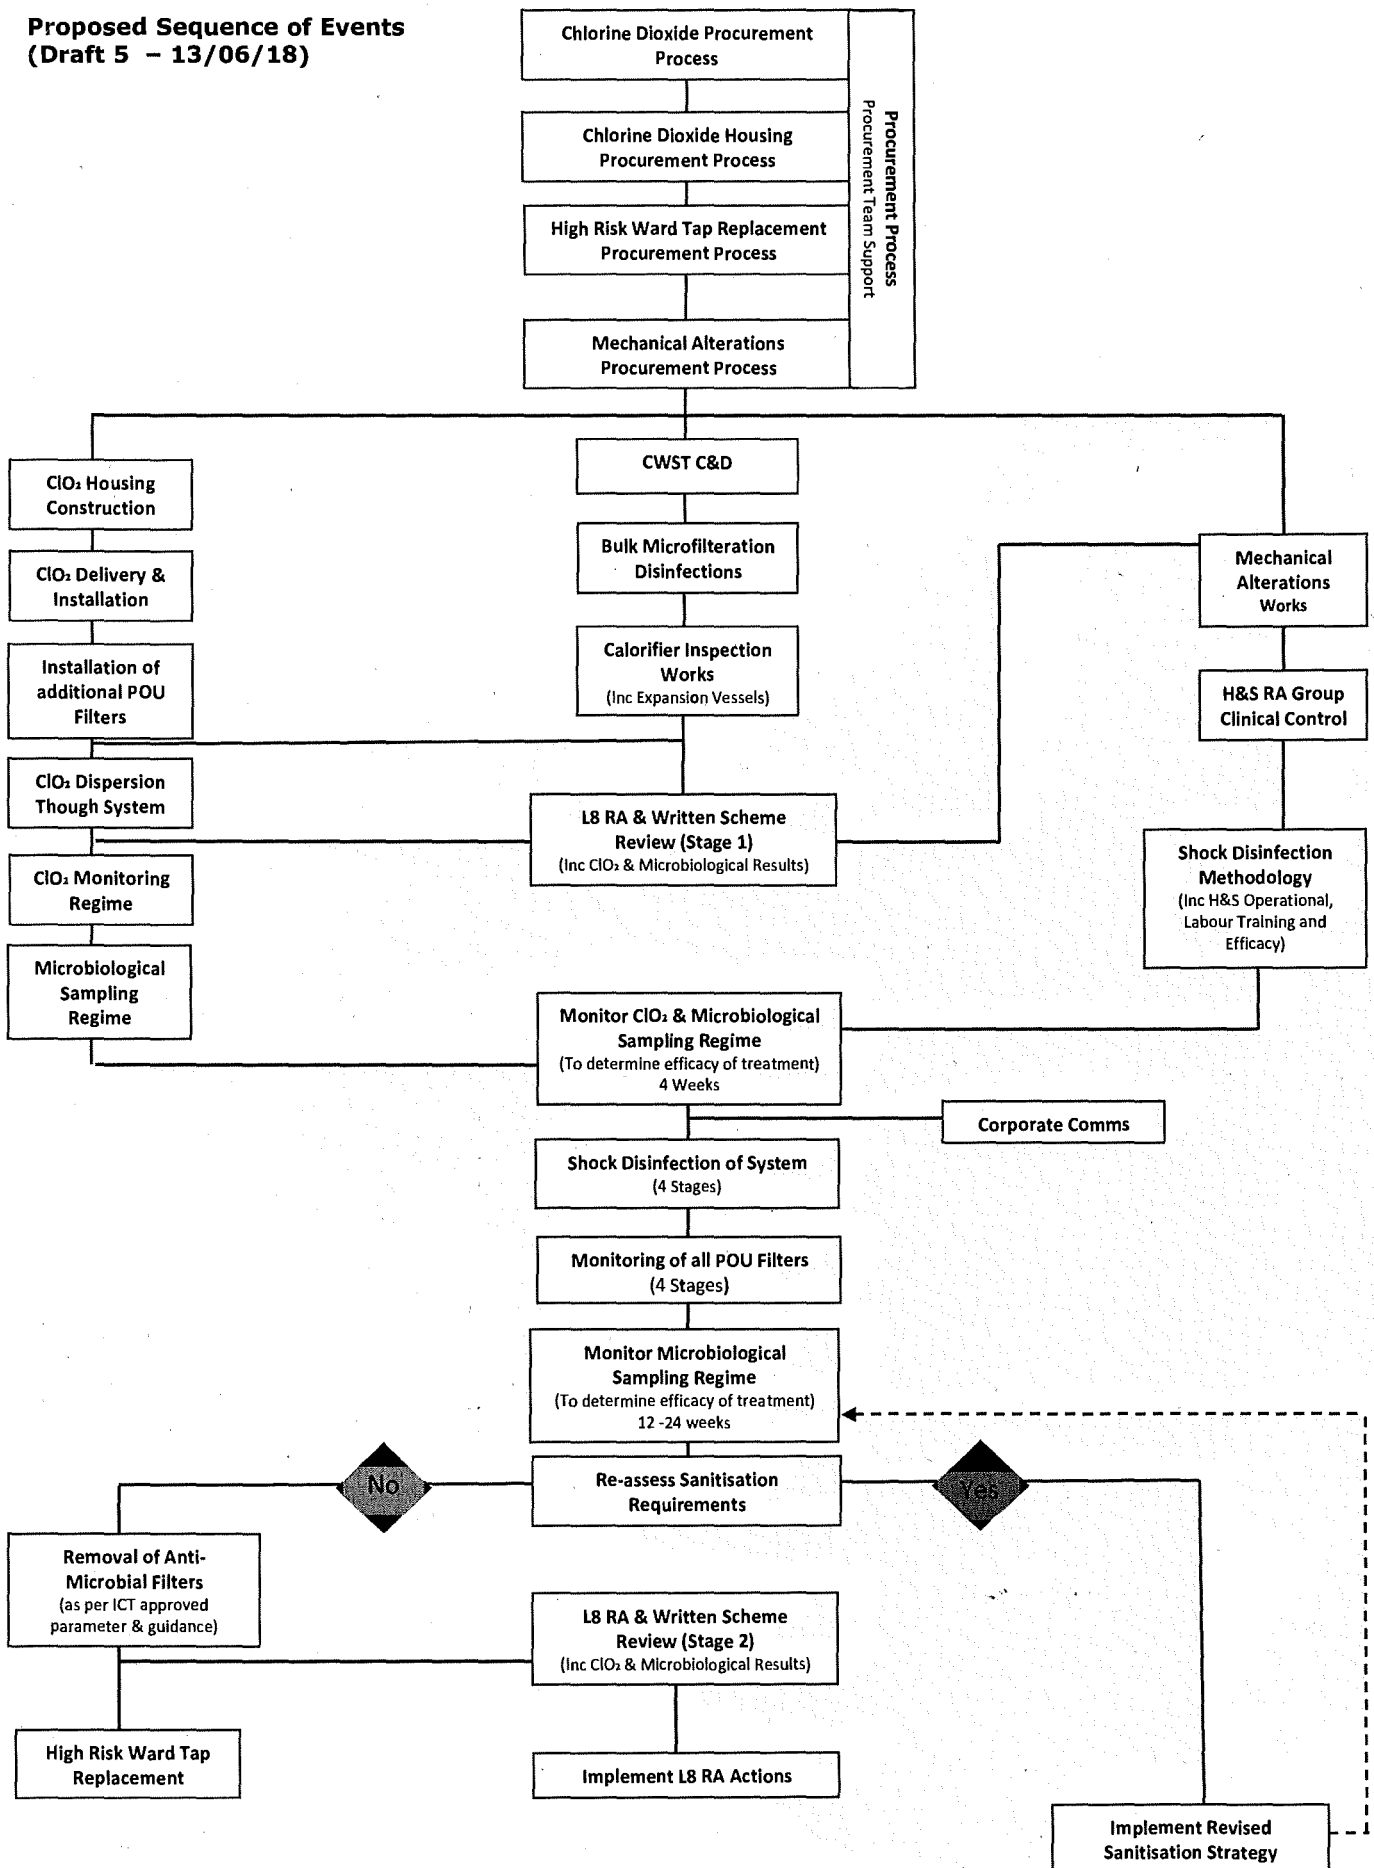 Proposed Sequence of Events
(Draft 5 – 13/06/18)
Chlorine Dioxide Procurement
Process
Chlorine Dioxide Housing
Procurement Process
High Risk Ward Tap Replacement
Procurement Process
Mechanical Alterations
Procurement Process
Procurement Process
Procurement Team Support
ClO₂ Housing
Construction
ClO₂ Delivery &
Installation
Installation of
additional POU
Filters
ClO₂ Dispersion
Though System
ClO₂ Monitoring
Regime
Microbiological
Sampling
Regime
CWST C&D
Bulk Microfilteration
Disinfections
Calorifier Inspection
Works
(Inc Expansion Vessels)
L8 RA & Written Scheme
Review (Stage 1)
(Inc ClO₂ & Microbiological Results)
Mechanical
Alterations
Works
H&S RA Group
Clinical Control
Shock Disinfection
Methodology
(Inc H&S Operational,
Labour Training and
Efficacy)
Monitor ClO₂ & Microbiological
Sampling Regime
(To determine efficacy of treatment)
4 Weeks
Corporate Comms
Shock Disinfection of System
(4 Stages)
Monitoring of all POU Filters
(4 Stages)
Monitor Microbiological
Sampling Regime
(To determine efficacy of treatment)
12 -24 weeks
No
Re-assess Sanitisation
Requirements
Yes
Removal of Anti-
Microbial Filters
(as per ICT approved
parameter & guidance)
L8 RA & Written Scheme
Review (Stage 2)
(Inc ClO₂ & Microbiological Results)
High Risk Ward Tap
Replacement
Implement L8 RA Actions
Implement Revised
Sanitisation Strategy